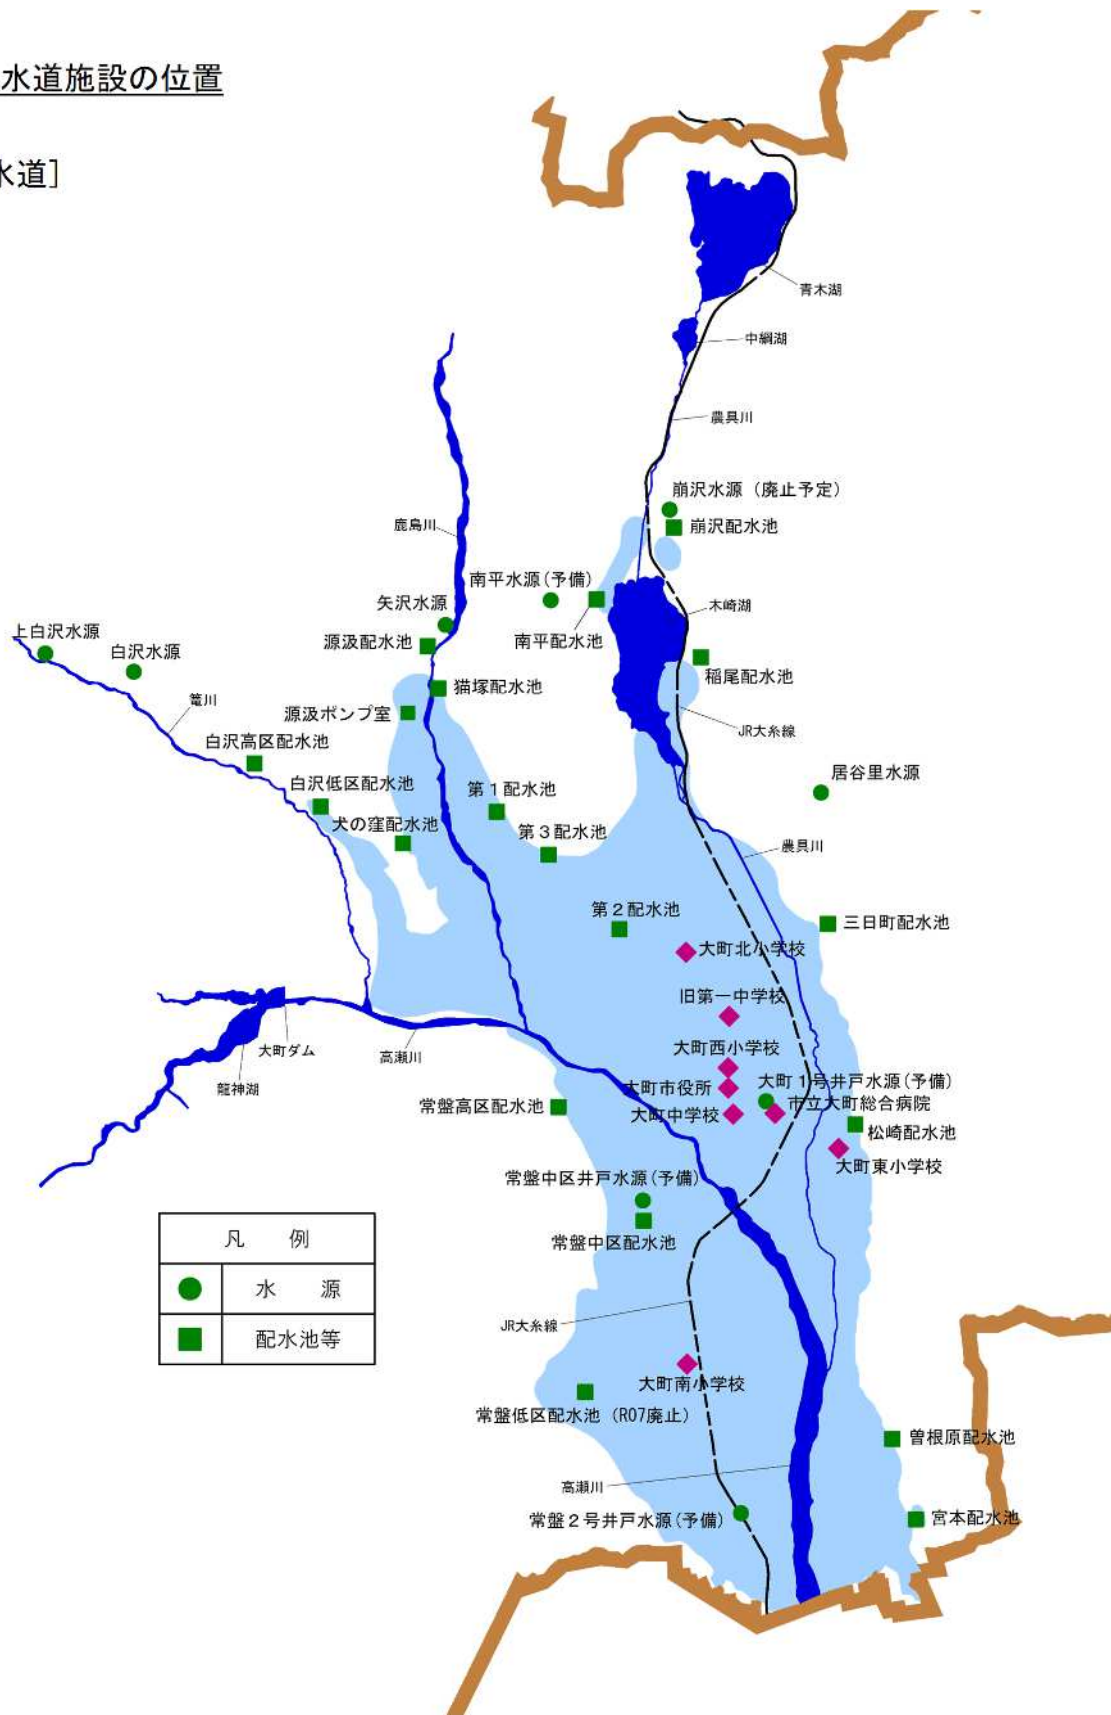 水道施設の位置
水道］
青木湖
中綱湖
農具川
崩沢水源（廃止予定）
崩沢配水池
鹿島川
南平水源(予備)
矢沢水源
木崎湖
上白沢水源
源汲配水池
南平配水池
白沢水源
稲尾配水池
猫塚配水池
篭川
源汲ポンプ室
JR大糸線
白沢高区配水池
居谷里水源
白沢低区配水池
第１配水池
犬の窪配水池
第３配水池
農具川
第２配水池
三日町配水池
大町北小学校
旧第一中学校
大町西小学校
大町ダム
高瀬川
大町１号井戸水源(予備)
龍神湖
大町市役所
市立大町総合病院
常盤高区配水池
大町中学校
松崎配水池
大町東小学校
常盤中区井戸水源(予備)
凡　例
常盤中区配水池
水　源
JR大糸線
配水池等
大町南小学校
常盤低区配水池（R07廃止）
曽根原配水池
高瀬川
常盤２号井戸水源(予備)
宮本配水池